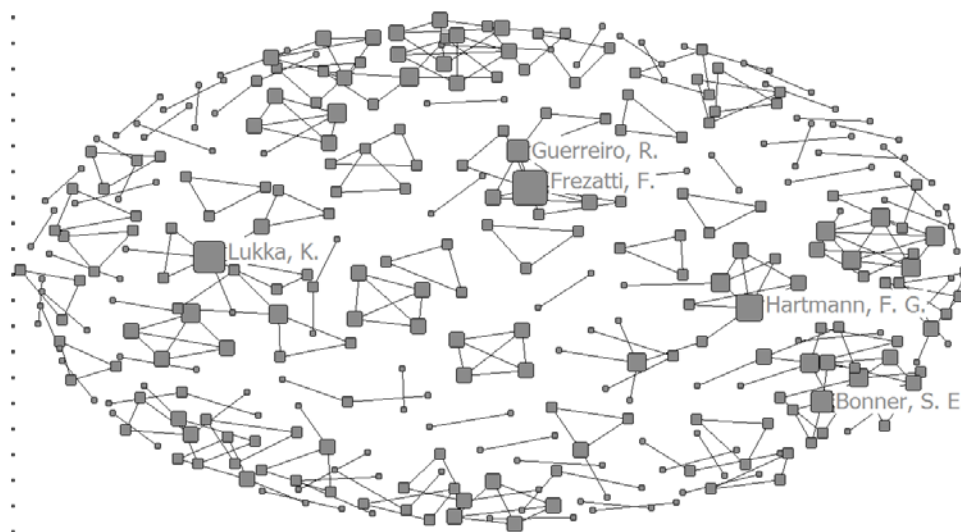 Guerreiro, R.
Frezatti, F.
Lukka, K.
Hartmann, F. G.
Bonner, S. E